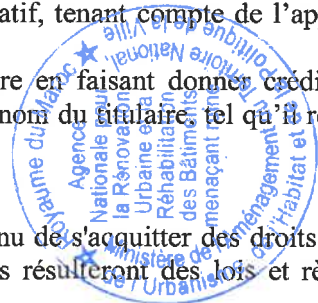 atif, tenant compte de l'ap
re en faisant donner crédi
nom du titulaire, tel qu'il r
nu de s'acquitter des droits
s résulteront des lois et rè
Royaume du Maroc
Ministère de l'Aménagement du Territoire National
de l'Urbanisme, de l'Habitat et de la Politique de la Ville
Agence
Nationale pour
la Rénovation
Urbaine et la
Réhabilitation
des Bâtiments
menaçant ruine